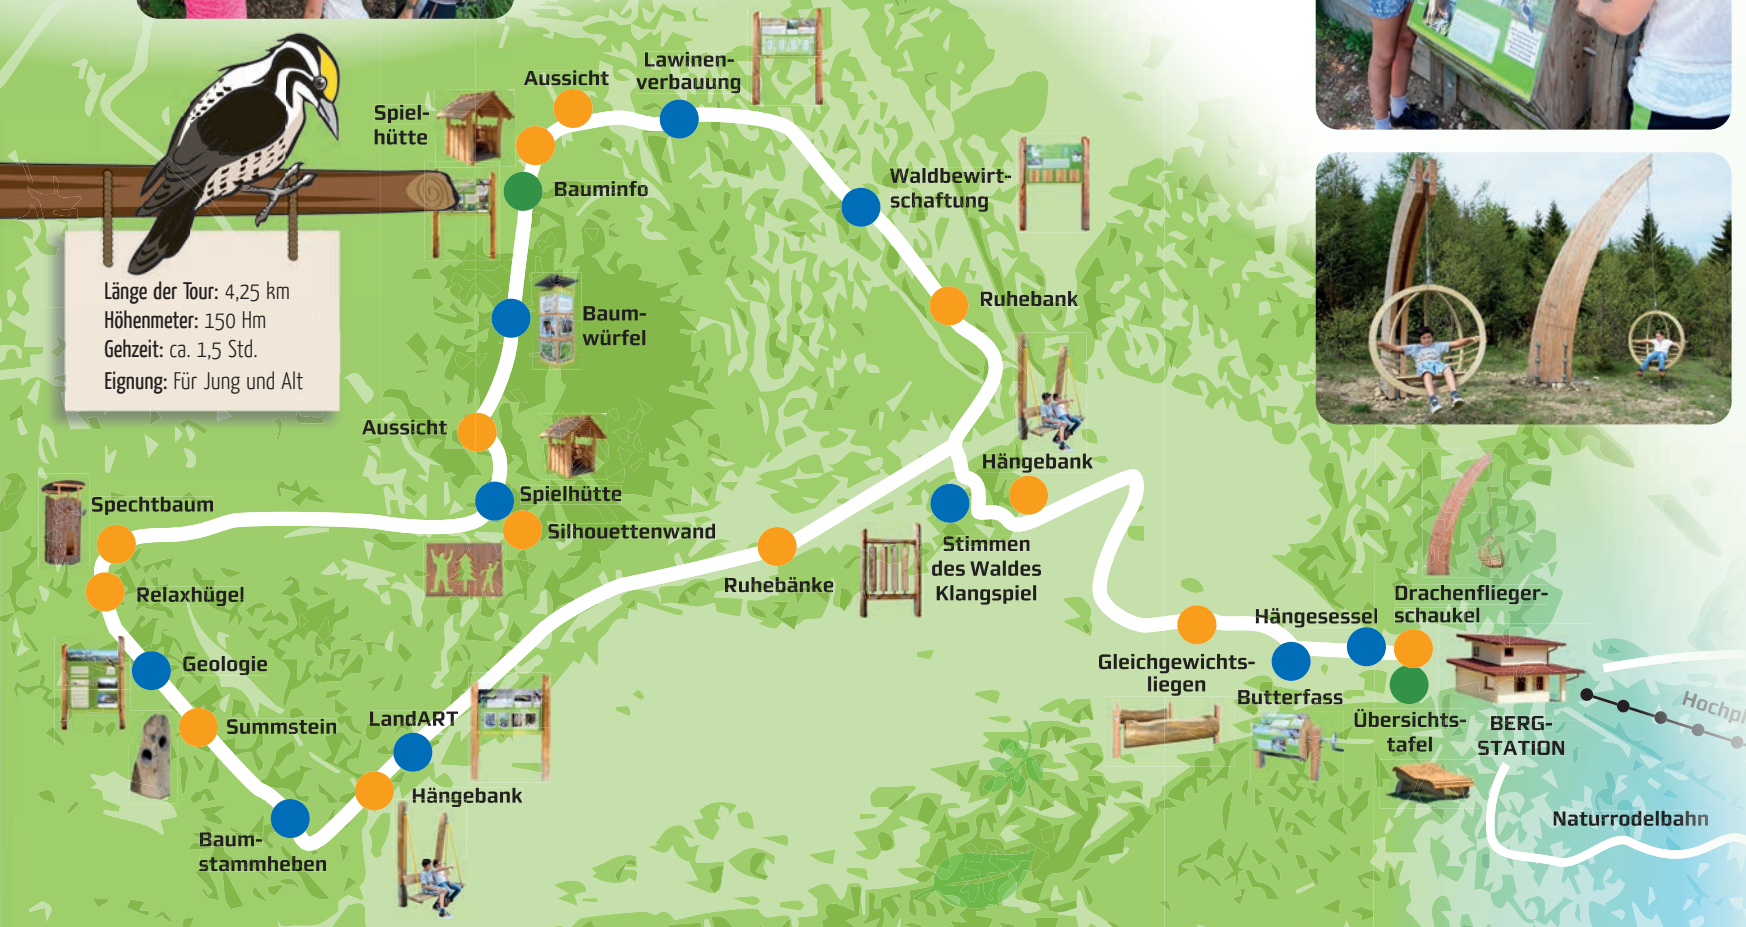 Länge der Tour: 4,25 km
Höhenmeter: 150 Hm
Gehzeit: ca. 1,5 Std.
Eignung: Für Jung und Alt
Aussicht
Lawinen-
verbauung
Spiel-
hütte
Bauminfo
Waldbewirt-
schaftung
Baum-
würfel
Ruhebank
Aussicht
Hängebank
Spechtbaum
Spielhütte
Silhouettenwand
Stimmen
des Waldes
Klangspiel
Ruhebänke
Relaxhügel
Drachenflieger-
schaukel
Hängesessel
Geologie
Gleichgewichts-
liegen
Butterfass
Summstein
LandART
Übersichts-
tafel
BERG-
STATION
Hochpl
Hängebank
Naturrodelbahn
Baum-
stammheben